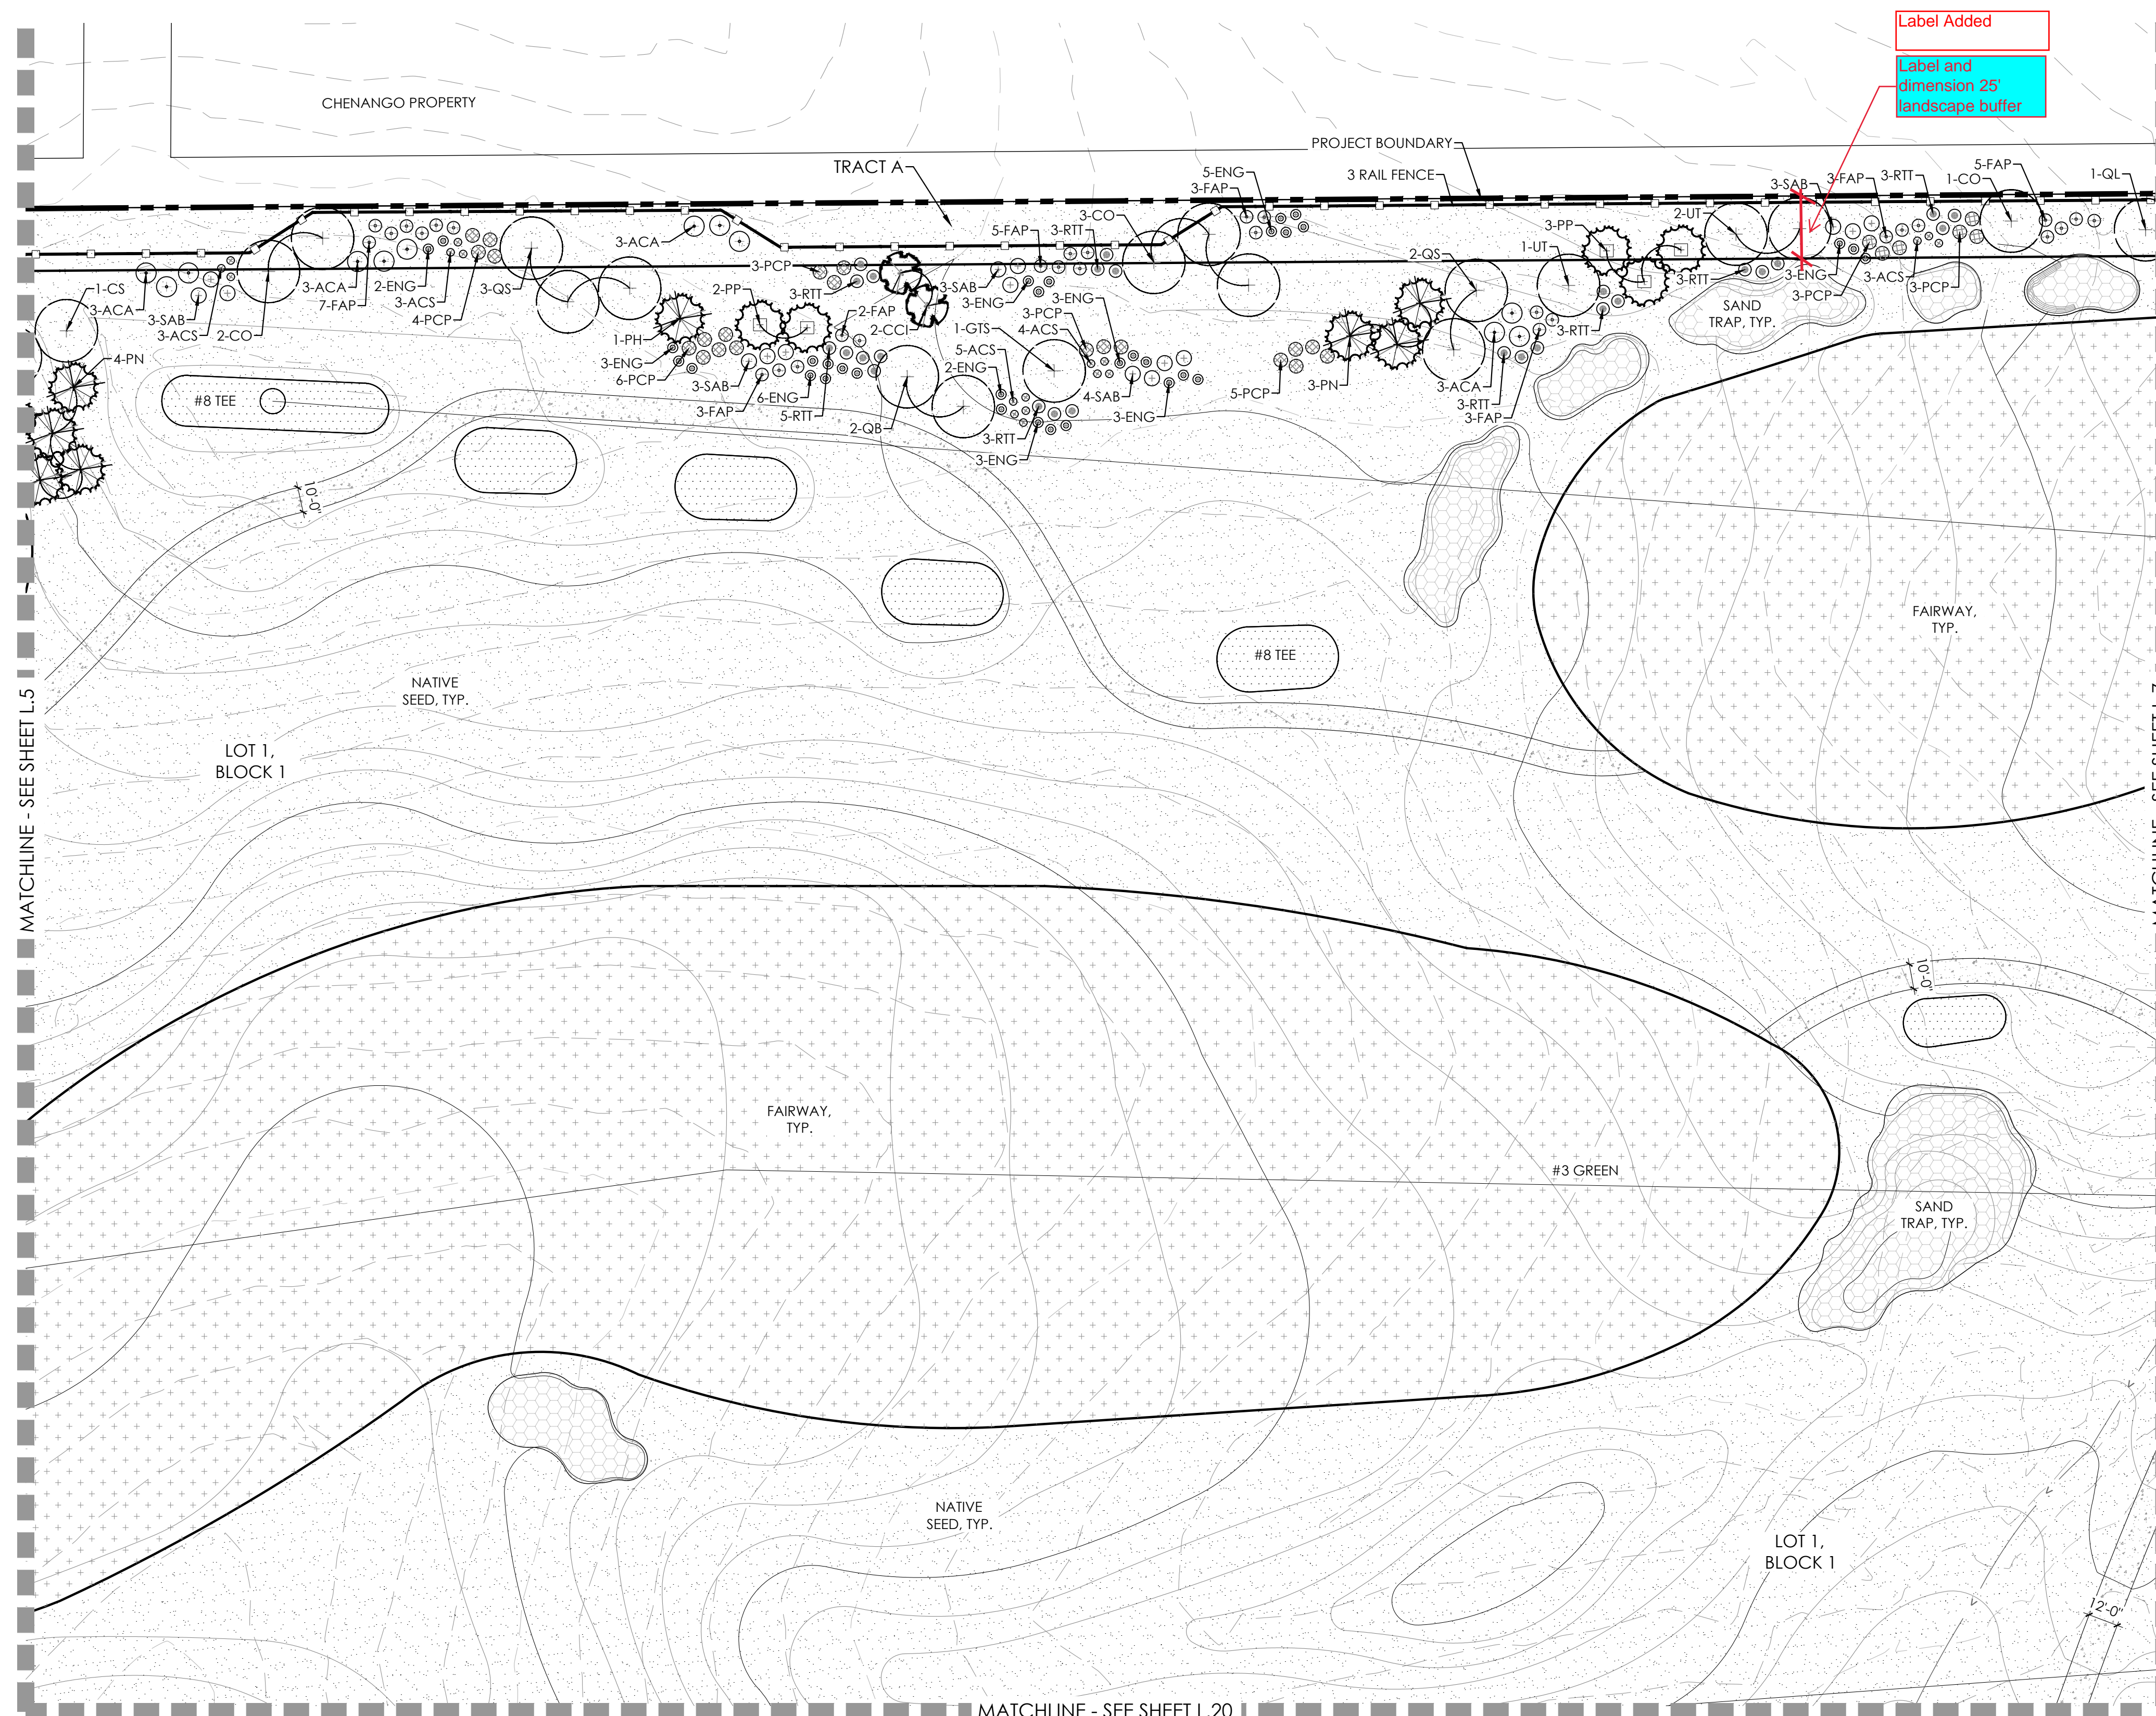 Label Added
Label and
dimension 25'
landscape buffer
CHENANGO PROPERTY
PROJECT BOUNDARY
TRACT A
3 RAIL FENCE
5-ENG
3-FAP
3-SAB
3-FAP
3-RTT
5-FAP
1-CO
1-QL
3-CO
5-FAP
3-RTT
3-ACA
3-PP
2-UT
1-UT
2-QS
3-PCP
3-RTT
3-SAB
3-ENG
3-RTT
3-ENG
3-PCP
3-ACS
3-PCP
1-CS
3-ACA
3-SAB
3-ACS
2-CO
3-ACA
7-FAP
2-ENG
3-ACS
4-PCP
3-QS
2-PP
2-FAP
2-CCI
1-GTS
3-ENG
3-PCP
4-ACS
SAND
TRAP, TYP.
3-RTT
1-PH
3-ENG
6-PCP
3-SAB
3-FAP
6-ENG
5-RTT
5-ACS
2-ENG
2-QB
3-RTT
3-ENG
4-SAB
3-ENG
5-PCP
3-PN
3-ACA
3-RTT
3-FAP
4-PN
#8 TEE
10'-0"
#8 TEE
FAIRWAY,
TYP.
NATIVE
SEED, TYP.
LOT 1,
BLOCK 1
MATCHLINE - SEE SHEET L.5
10'-0"
FAIRWAY,
TYP.
#3 GREEN
SAND
TRAP, TYP.
NATIVE
SEED, TYP.
LOT 1,
BLOCK 1
12'-0"
MATCHLINE - SEE SHEET L.20